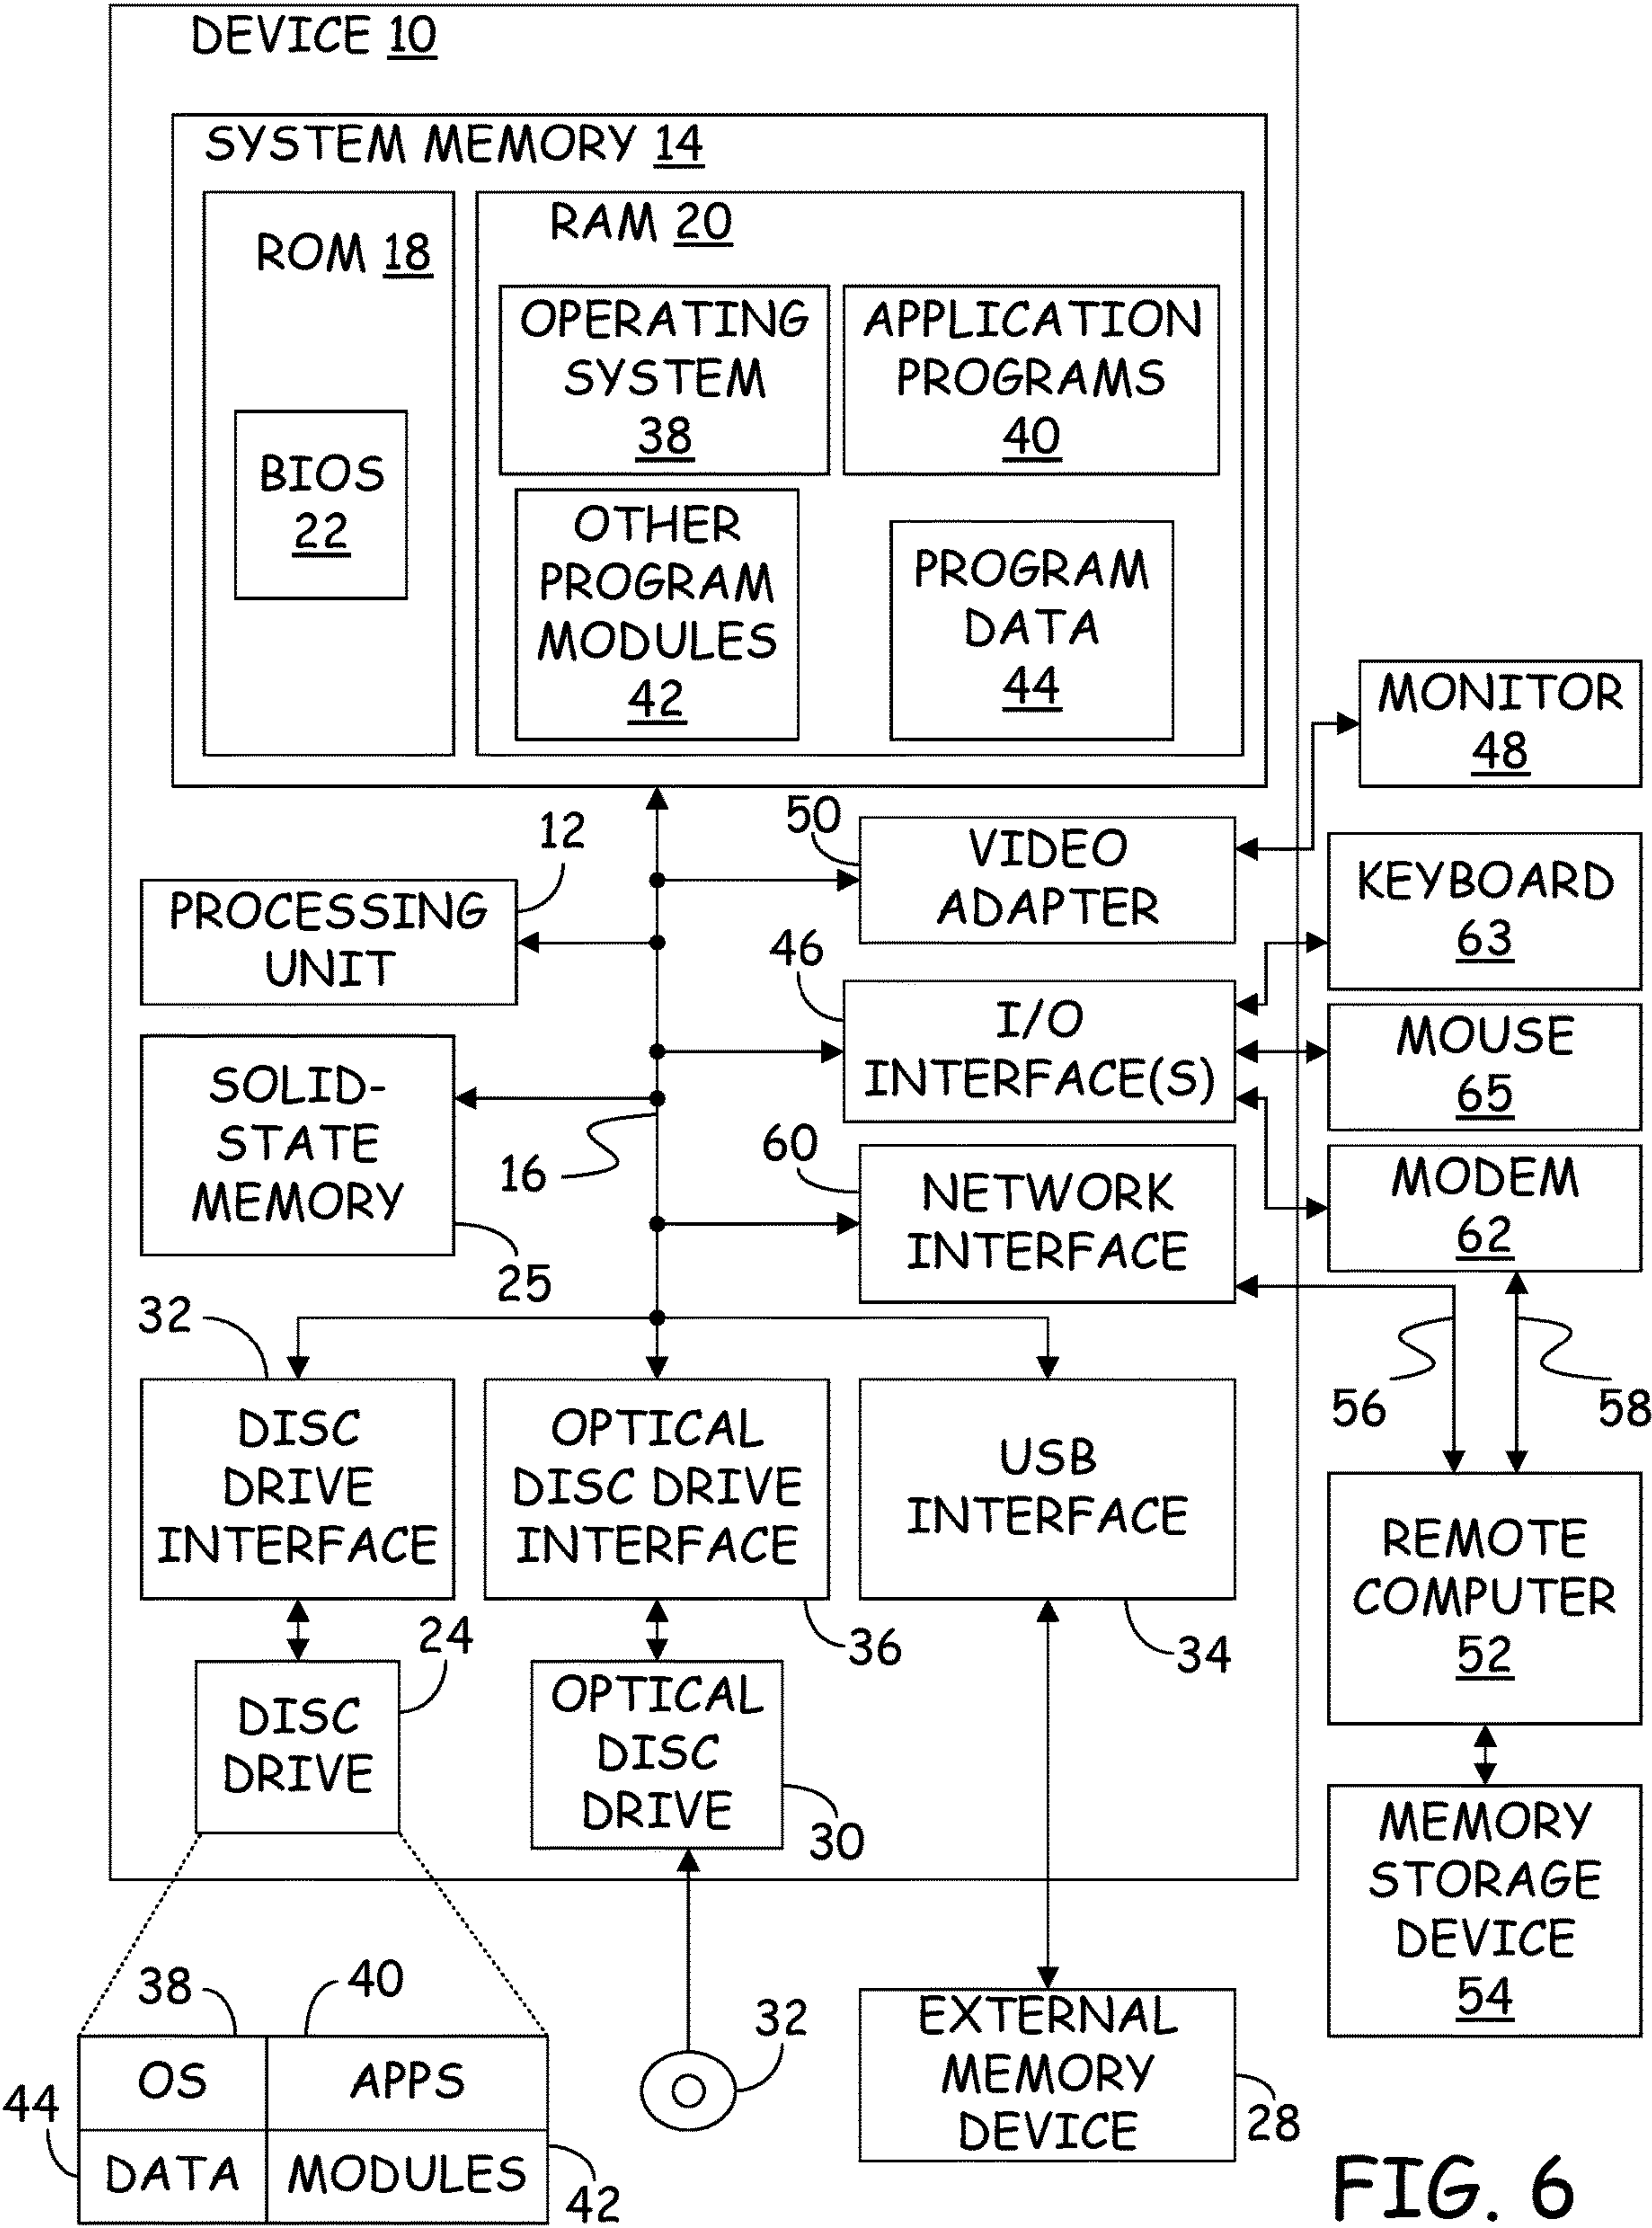 DEVICE 10
SYSTEM MEMORY 14
ROM 18
BIOS
22
RAM 20
OPERATING
SYSTEM
38
APPLICATION
PROGRAMS
40
OTHER
PROGRAM
MODULES
42
PROGRAM
DATA
44
MONITOR
48
12
PROCESSING
UNIT
50
VIDEO
ADAPTER
KEYBOARD
63
46
I/O
INTERFACE(S)
MOUSE
65
SOLID-
STATE
MEMORY
25
16
60
NETWORK
INTERFACE
MODEM
62
56
58
32
DISC
DRIVE
INTERFACE
OPTICAL
DISC DRIVE
INTERFACE
36
USB
INTERFACE
34
REMOTE
COMPUTER
52
24
DISC
DRIVE
OPTICAL
DISC
DRIVE
30
MEMORY
STORAGE
DEVICE
54
38
40
OS
APPS
44
DATA
MODULES
42
32
EXTERNAL
MEMORY
DEVICE
28
FIG. 6